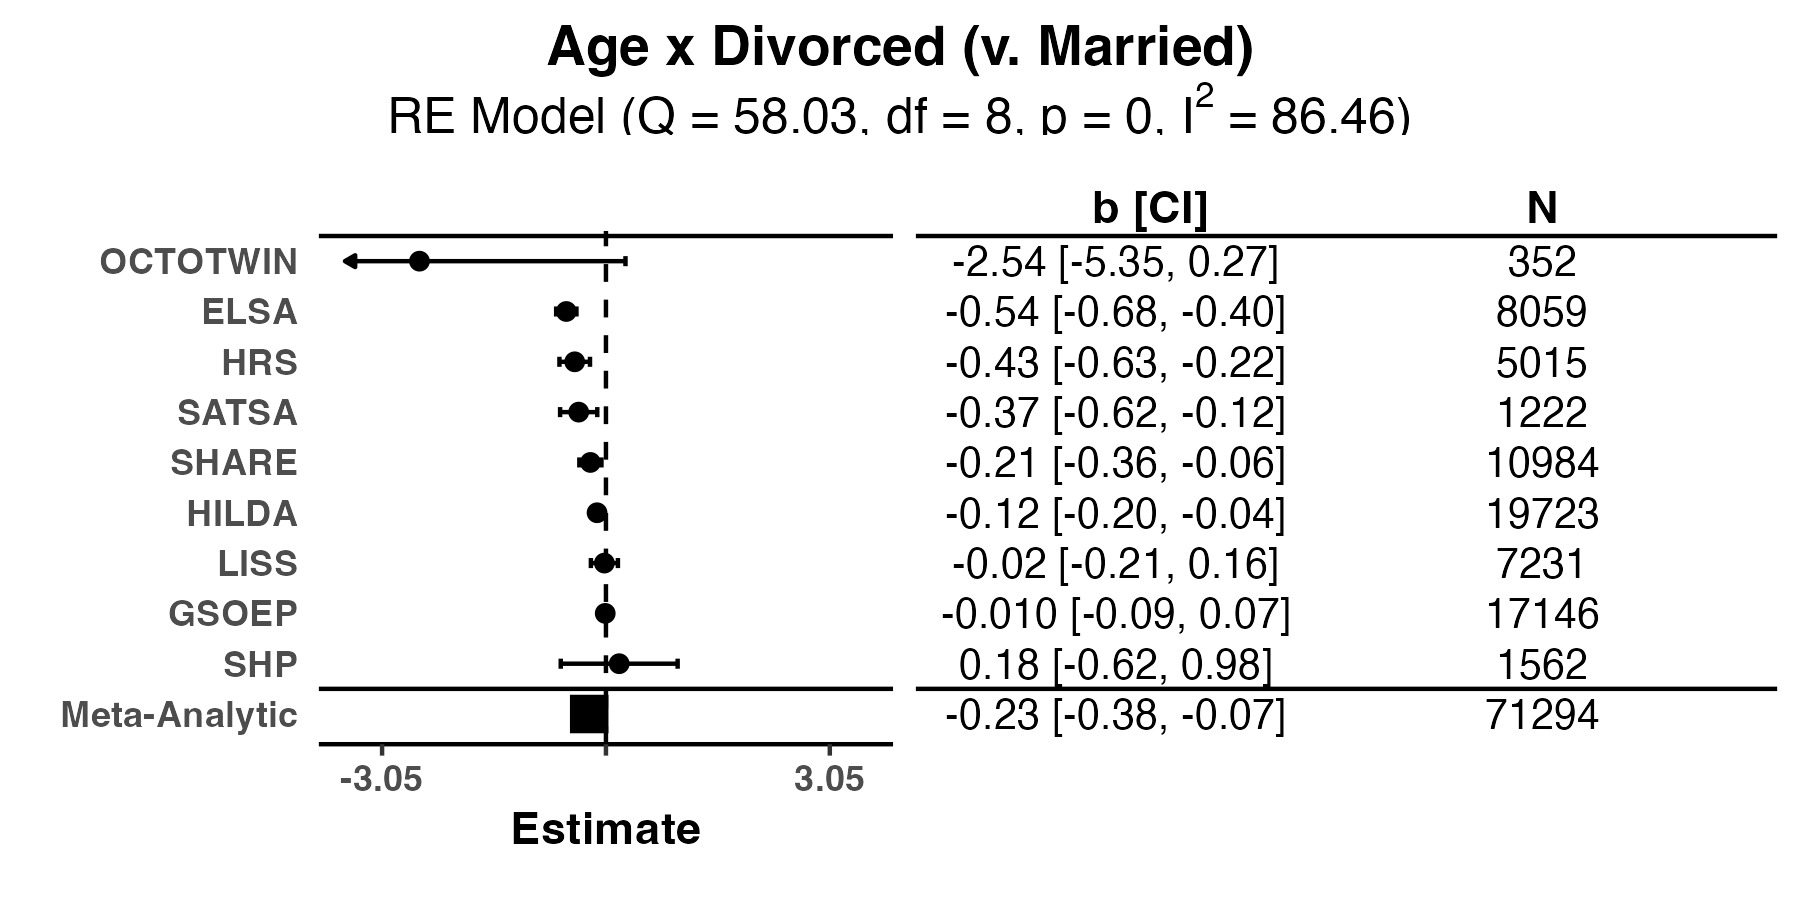 Age x Divorced (v. Married)
RE Model (Q = 58.03, df = 8, p = 0, I² = 86.46)
b [CI] N
OCTOTWIN -2.54 [-5.35, 0.27] 352
ELSA -0.54 [-0.68, -0.40] 8059
HRS -0.43 [-0.63, -0.22] 5015
SATSA -0.37 [-0.62, -0.12] 1222
SHARE -0.21 [-0.36, -0.06] 10984
HILDA -0.12 [-0.20, -0.04] 19723
LISS -0.02 [-0.21, 0.16] 7231
GSOEP -0.010 [-0.09, 0.07] 17146
SHP 0.18 [-0.62, 0.98] 1562
Meta-Analytic -0.23 [-0.38, -0.07] 71294
-3.05 3.05
Estimate